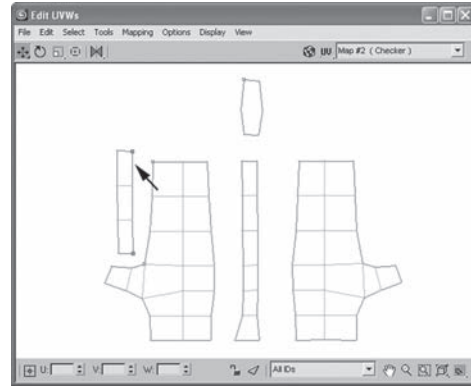 Edit UVWs
File Edit Select Tools Mapping Options Display View
UV Map #2 ( Checker )
U: V: W: All IDs